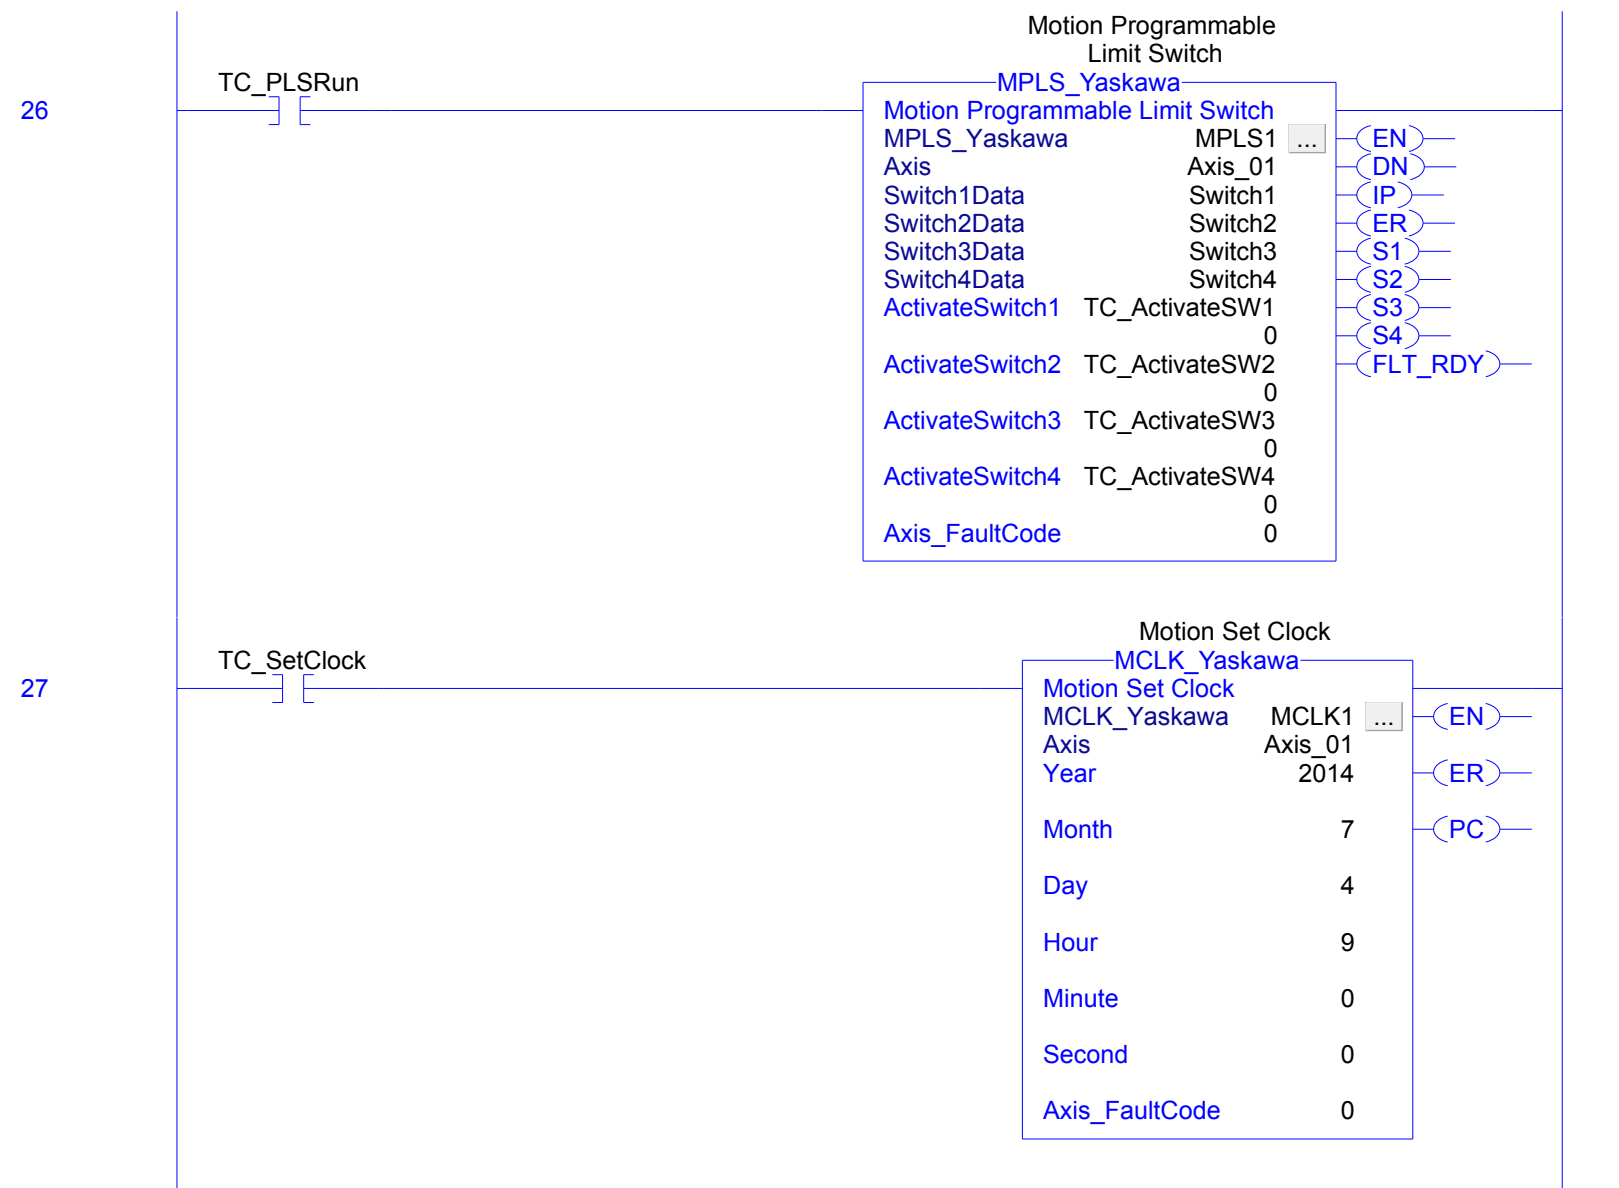 Motion Programmable
Limit Switch
TC_PLSRun
MPLS_Yaskawa
26
Motion Programmable Limit Switch
MPLS_Yaskawa MPLS1 ... EN
Axis Axis_01 DN
Switch1Data Switch1 IP
Switch2Data Switch2 ER
Switch3Data Switch3 S1
Switch4Data Switch4 S2
ActivateSwitch1 TC_ActivateSW1 S3
0 S4
ActivateSwitch2 TC_ActivateSW2 FLT_RDY
0
ActivateSwitch3 TC_ActivateSW3
0
ActivateSwitch4 TC_ActivateSW4
0
Axis_FaultCode 0
Motion Set Clock
TC_SetClock
MCLK_Yaskawa
27
Motion Set Clock
MCLK_Yaskawa MCLK1 ... EN
Axis Axis_01
Year 2014 ER
Month 7 PC
Day 4
Hour 9
Minute 0
Second 0
Axis_FaultCode 0